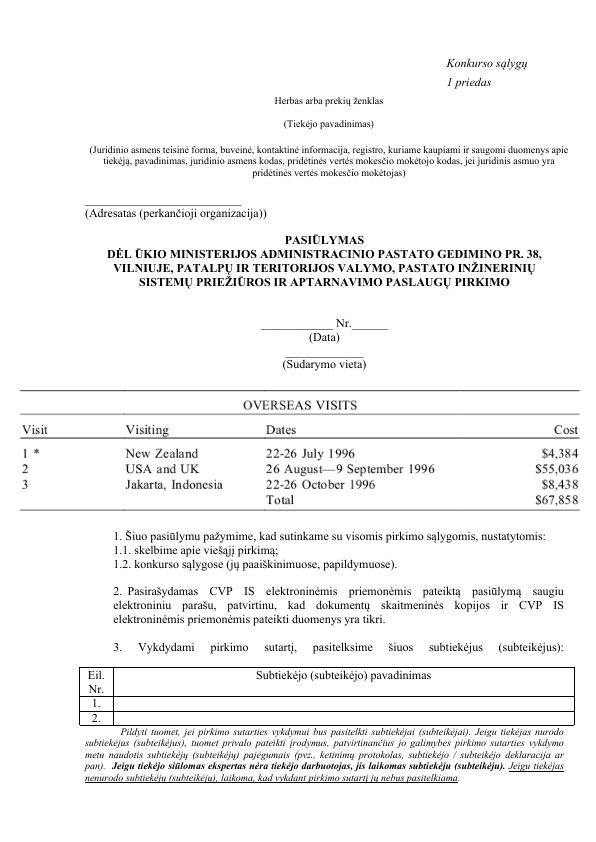 Konkurso sąlygų
1 priedas
Herbas arba prekių ženklas
(Tiekėjo pavadinimas)
(Juridinio asmens teisinė forma, buveinė, kontaktinė informacija, registro, kuriame kaupiami ir saugomi duomenys apie
tiekėją, pavadinimas, juridinio asmens kodas, pridėtinės vertės mokesčio mokėtojo kodas, jei juridinis asmuo yra
pridėtinės vertės mokesčio mokėtojas)
__________________________
(Adresatas (perkančioji organizacija))
PASIŪLYMAS
DĖL ŪKIO MINISTERIJOS ADMINISTRACINIO PASTATO GEDIMINO PR. 38,
VILNIUJE, PATALPŲ IR TERITORIJOS VALYMO, PASTATO INŽINERINIŲ
SISTEMŲ PRIEŽIŪROS IR APTARNAVIMO PASLAUGŲ PIRKIMO
____________ Nr.______
(Data)
_____________
(Sudarymo vieta)
OVERSEAS VISITS
Visit Visiting Dates Cost
1 * New Zealand 22-26 July 1996 $4,384
2 USA and UK 26 August—9 September 1996 $55,036
3 Jakarta, Indonesia 22-26 October 1996 $8,438
Total $67,858
1. Šiuo pasiūlymu pažymime, kad sutinkame su visomis pirkimo sąlygomis, nustatytomis:
1.1. skelbime apie viešąjį pirkimą;
1.2. konkurso sąlygose (jų paaiškinimuose, papildymuose).
2. Pasirašydamas CVP IS elektroninėmis priemonėmis pateiktą pasiūlymą saugiu
elektroniniu parašu, patvirtinu, kad dokumentų skaitmeninės kopijos ir CVP IS
elektroninėmis priemonėmis pateikti duomenys yra tikri.
3. Vykdydami pirkimo sutartį, pasitelksime šiuos subtiekėjus (subteikėjus):
Eil. Subtiekėjo (subteikėjo) pavadinimas
Nr.
1.
2.
Pildyti tuomet, jei pirkimo sutarties vykdymui bus pasitelkti subtiekėjai (subteikėjai). Jeigu tiekėjas nurodo
subtiekėjus (subteikėjus), tuomet privalo pateikti įrodymus, patvirtinančius jo galimybes pirkimo sutarties vykdymo
metu naudotis subtiekėjų (subteikėjų) pajėgumais (pvz., ketinimų protokolas, subtiekėjo / subteikėjo deklaracija ar
pan). Jeigu tiekėjo siūlomas ekspertas nėra tiekėjo darbuotojas, jis laikomas subtiekėju (subteikėju). Jeigu tiekėjas
nenurodo subtiekėjų (subteikėjų), laikoma, kad vykdant pirkimo sutartį jų nebus pasitelkiama.